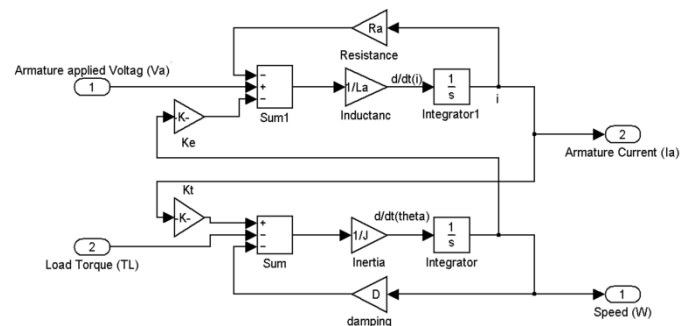 Ra
Resistance
Armature applied Voltag (Va)
1
−
+
−
Sum1
1/La
Inductanc
d/dt(i)
1
s
Integrator1
i
-K-
Ke
2
Armature Current (Ia)
Kt
-K-
2
Load Torque (TL)
+
−
−
Sum
1/J
Inertia
d/dt(theta)
1
s
Integrator
D
damping
1
Speed (W)